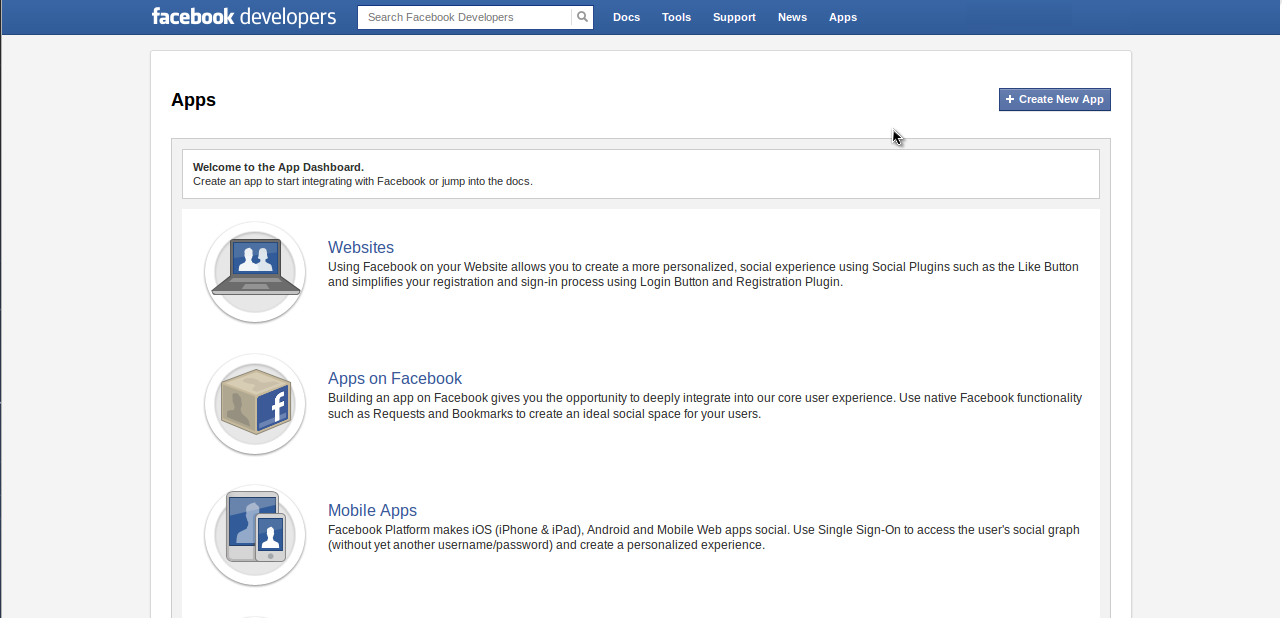 facebook developers Search Facebook Developers Docs Tools Support News Apps
Apps
+ Create New App
Welcome to the App Dashboard.
Create an app to start integrating with Facebook or jump into the docs.
Websites
Using Facebook on your Website allows you to create a more personalized, social experience using Social Plugins such as the Like Button
and simplifies your registration and sign-in process using Login Button and Registration Plugin.
Apps on Facebook
Building an app on Facebook gives you the opportunity to deeply integrate into our core user experience. Use native Facebook functionality
such as Requests and Bookmarks to create an ideal social space for your users.
Mobile Apps
Facebook Platform makes iOS (iPhone & iPad), Android and Mobile Web apps social. Use Single Sign-On to access the user's social graph
(without yet another username/password) and create a personalized experience.